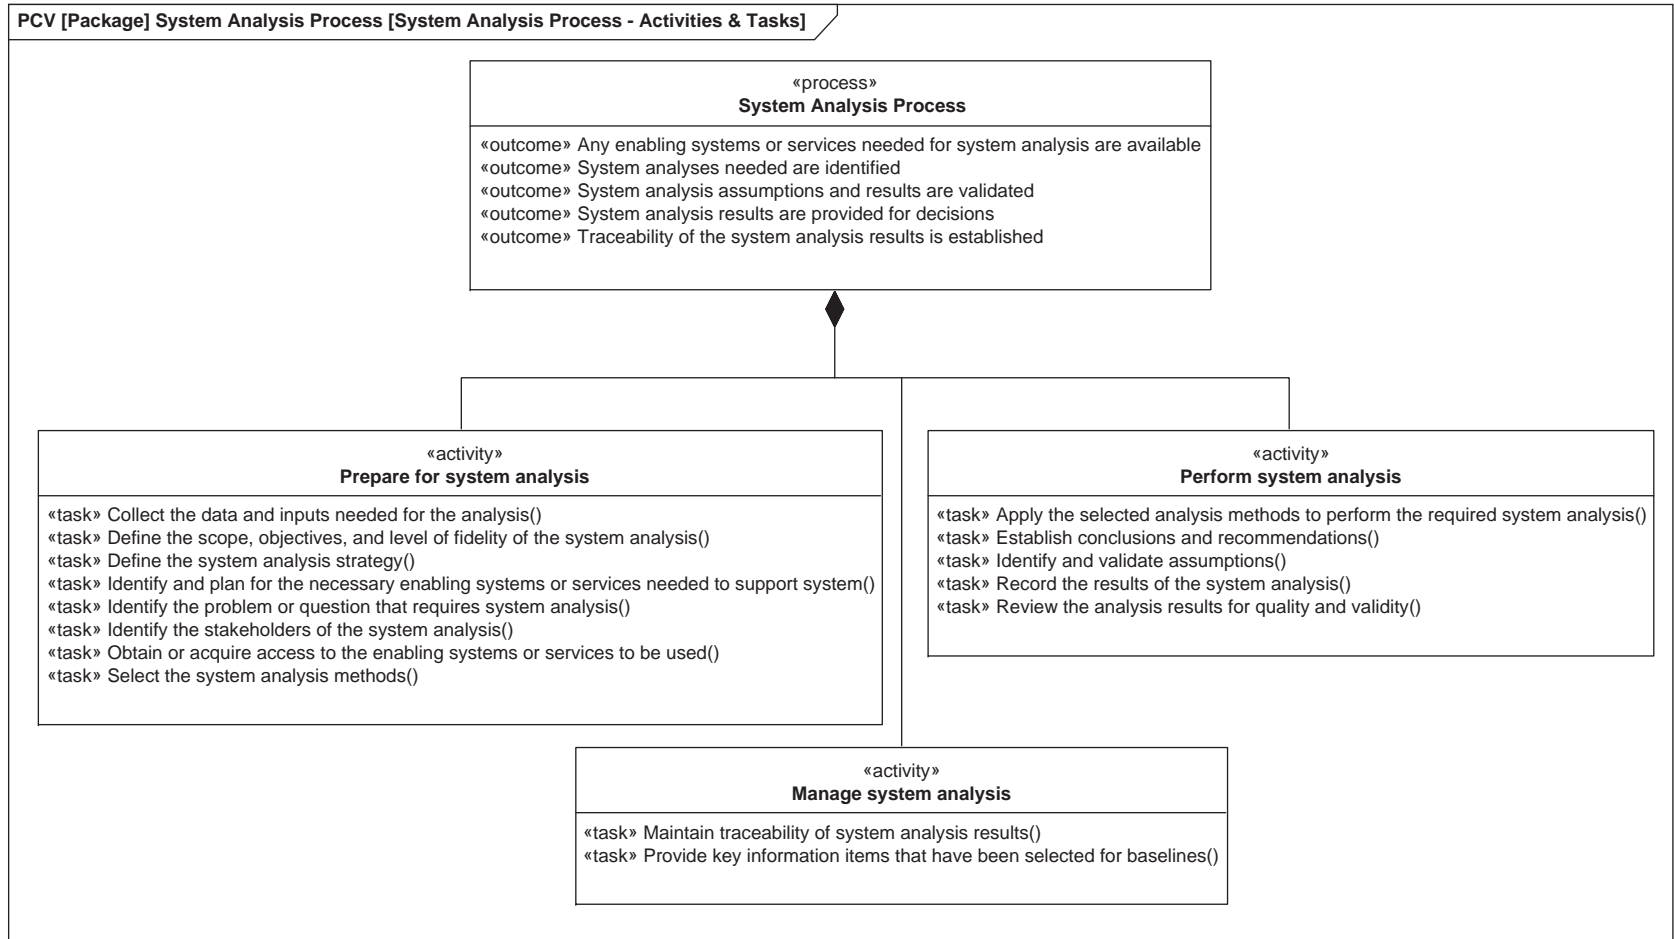 PCV [Package] System Analysis Process [System Analysis Process - Activities & Tasks]
«process»
System Analysis Process
«outcome» Any enabling systems or services needed for system analysis are available
«outcome» System analyses needed are identified
«outcome» System analysis assumptions and results are validated
«outcome» System analysis results are provided for decisions
«outcome» Traceability of the system analysis results is established
«activity»
Prepare for system analysis
«task» Collect the data and inputs needed for the analysis()
«task» Define the scope, objectives, and level of fidelity of the system analysis()
«task» Define the system analysis strategy()
«task» Identify and plan for the necessary enabling systems or services needed to support system()
«task» Identify the problem or question that requires system analysis()
«task» Identify the stakeholders of the system analysis()
«task» Obtain or acquire access to the enabling systems or services to be used()
«task» Select the system analysis methods()
«activity»
Perform system analysis
«task» Apply the selected analysis methods to perform the required system analysis()
«task» Establish conclusions and recommendations()
«task» Identify and validate assumptions()
«task» Record the results of the system analysis()
«task» Review the analysis results for quality and validity()
«activity»
Manage system analysis
«task» Maintain traceability of system analysis results()
«task» Provide key information items that have been selected for baselines()